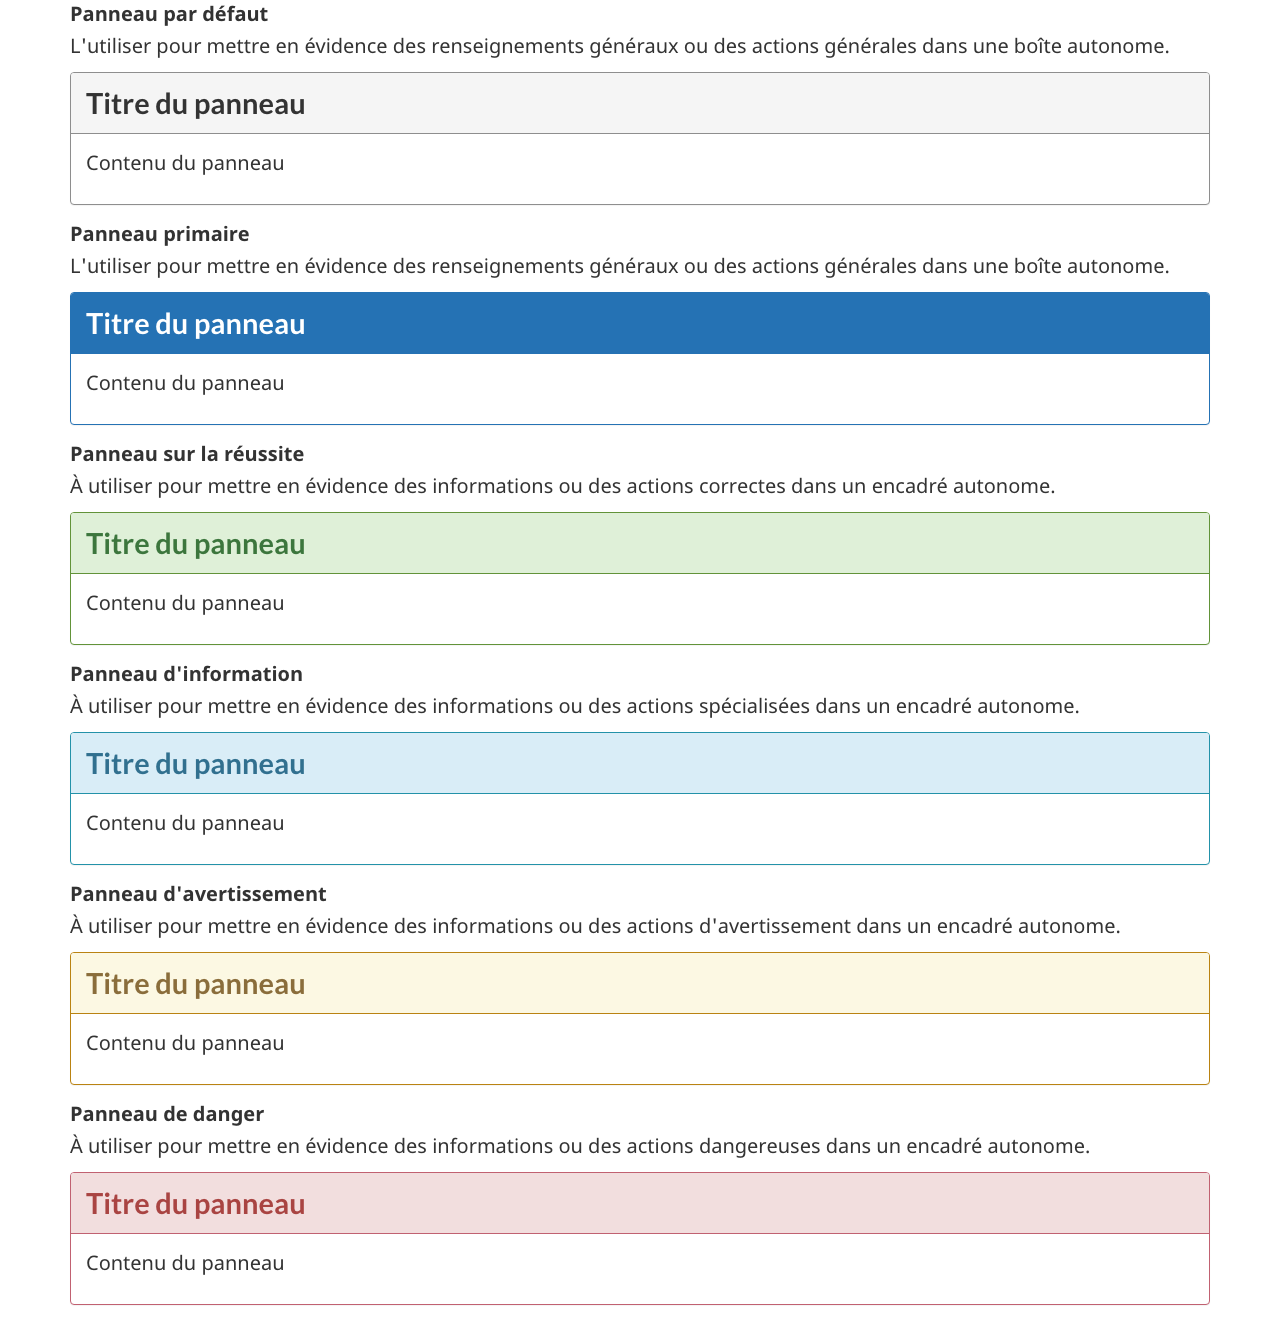 Panneau par défaut
L'utiliser pour mettre en évidence des renseignements généraux ou des actions générales dans une boîte autonome.
Titre du panneau
Contenu du panneau
Panneau primaire
L'utiliser pour mettre en évidence des renseignements généraux ou des actions générales dans une boîte autonome.
Titre du panneau
Contenu du panneau
Panneau sur la réussite
À utiliser pour mettre en évidence des informations ou des actions correctes dans un encadré autonome.
Titre du panneau
Contenu du panneau
Panneau d'information
À utiliser pour mettre en évidence des informations ou des actions spécialisées dans un encadré autonome.
Titre du panneau
Contenu du panneau
Panneau d'avertissement
À utiliser pour mettre en évidence des informations ou des actions d'avertissement dans un encadré autonome.
Titre du panneau
Contenu du panneau
Panneau de danger
À utiliser pour mettre en évidence des informations ou des actions dangereuses dans un encadré autonome.
Titre du panneau
Contenu du panneau